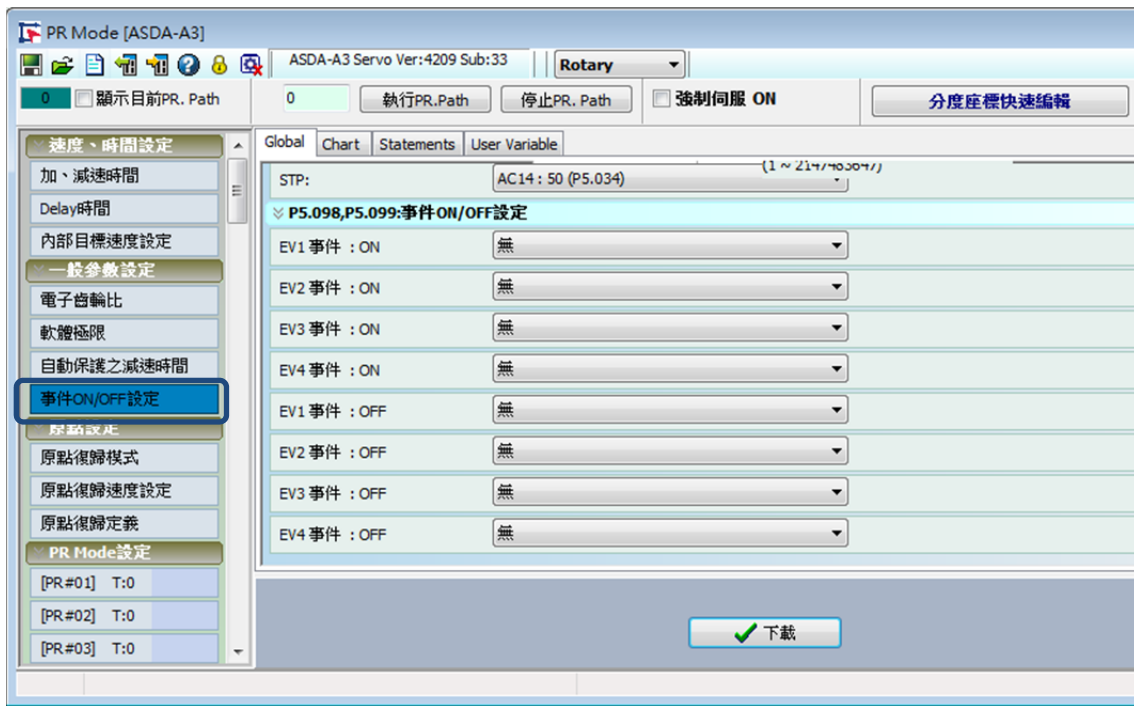 PR Mode [ASDA-A3]
ASDA-A3 Servo Ver:4209 Sub:33
Rotary
0
顯示目前PR. Path
0
執行PR.Path
停止PR. Path
強制伺服 ON
分度座標快速編輯
速度、時間設定
加、減速時間
Delay時間
內部目標速度設定
一般參數設定
電子齒輪比
軟體極限
自動保護之減速時間
事件ON/OFF設定
原點設定
原點復歸模式
原點復歸速度設定
原點復歸定義
PR Mode設定
[PR#01] T:0
[PR#02] T:0
[PR#03] T:0
Global
Chart
Statements
User Variable
(1 ~ 2147483647)
STP:
AC14 : 50 (P5.034)
P5.098,P5.099:事件ON/OFF設定
EV1 事件 : ON
無
EV2 事件 : ON
無
EV3 事件 : ON
無
EV4 事件 : ON
無
EV1 事件 : OFF
無
EV2 事件 : OFF
無
EV3 事件 : OFF
無
EV4 事件 : OFF
無
下載